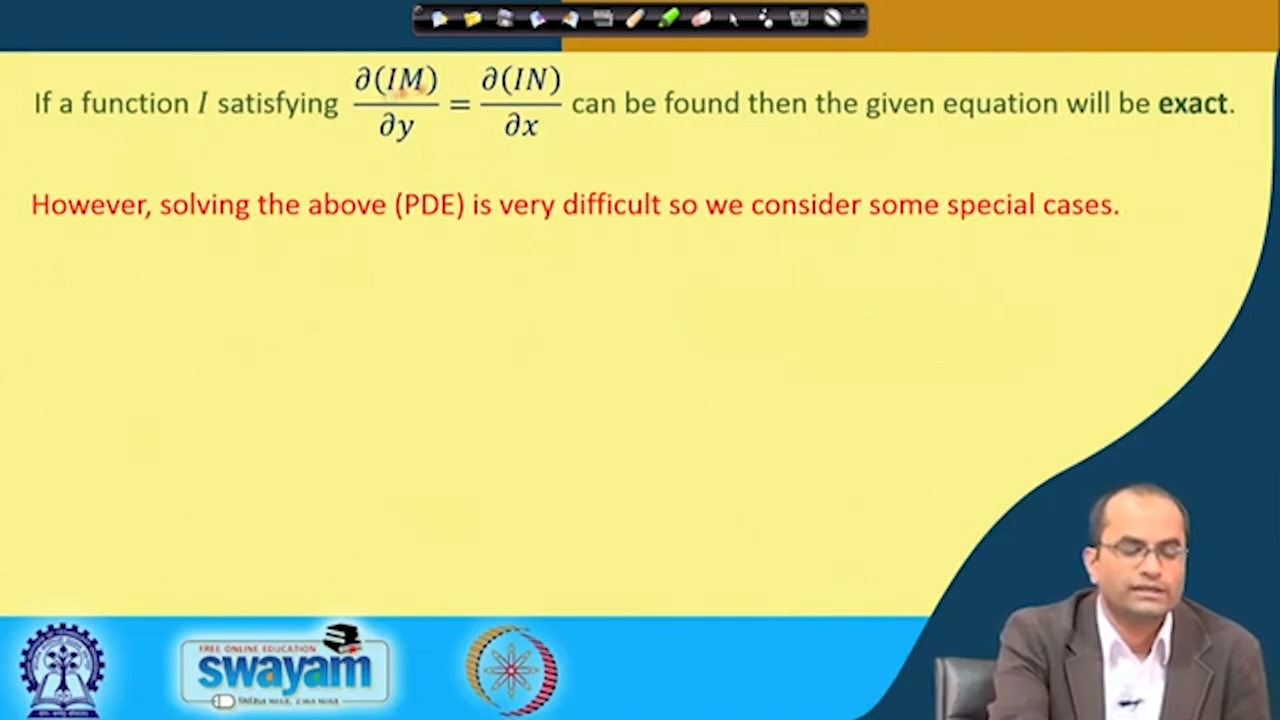 If a function I satisfying ∂(IM)/∂y = ∂(IN)/∂x can be found then the given equation will be exact.
However, solving the above (PDE) is very difficult so we consider some special cases.
FREE ONLINE EDUCATION
swayam